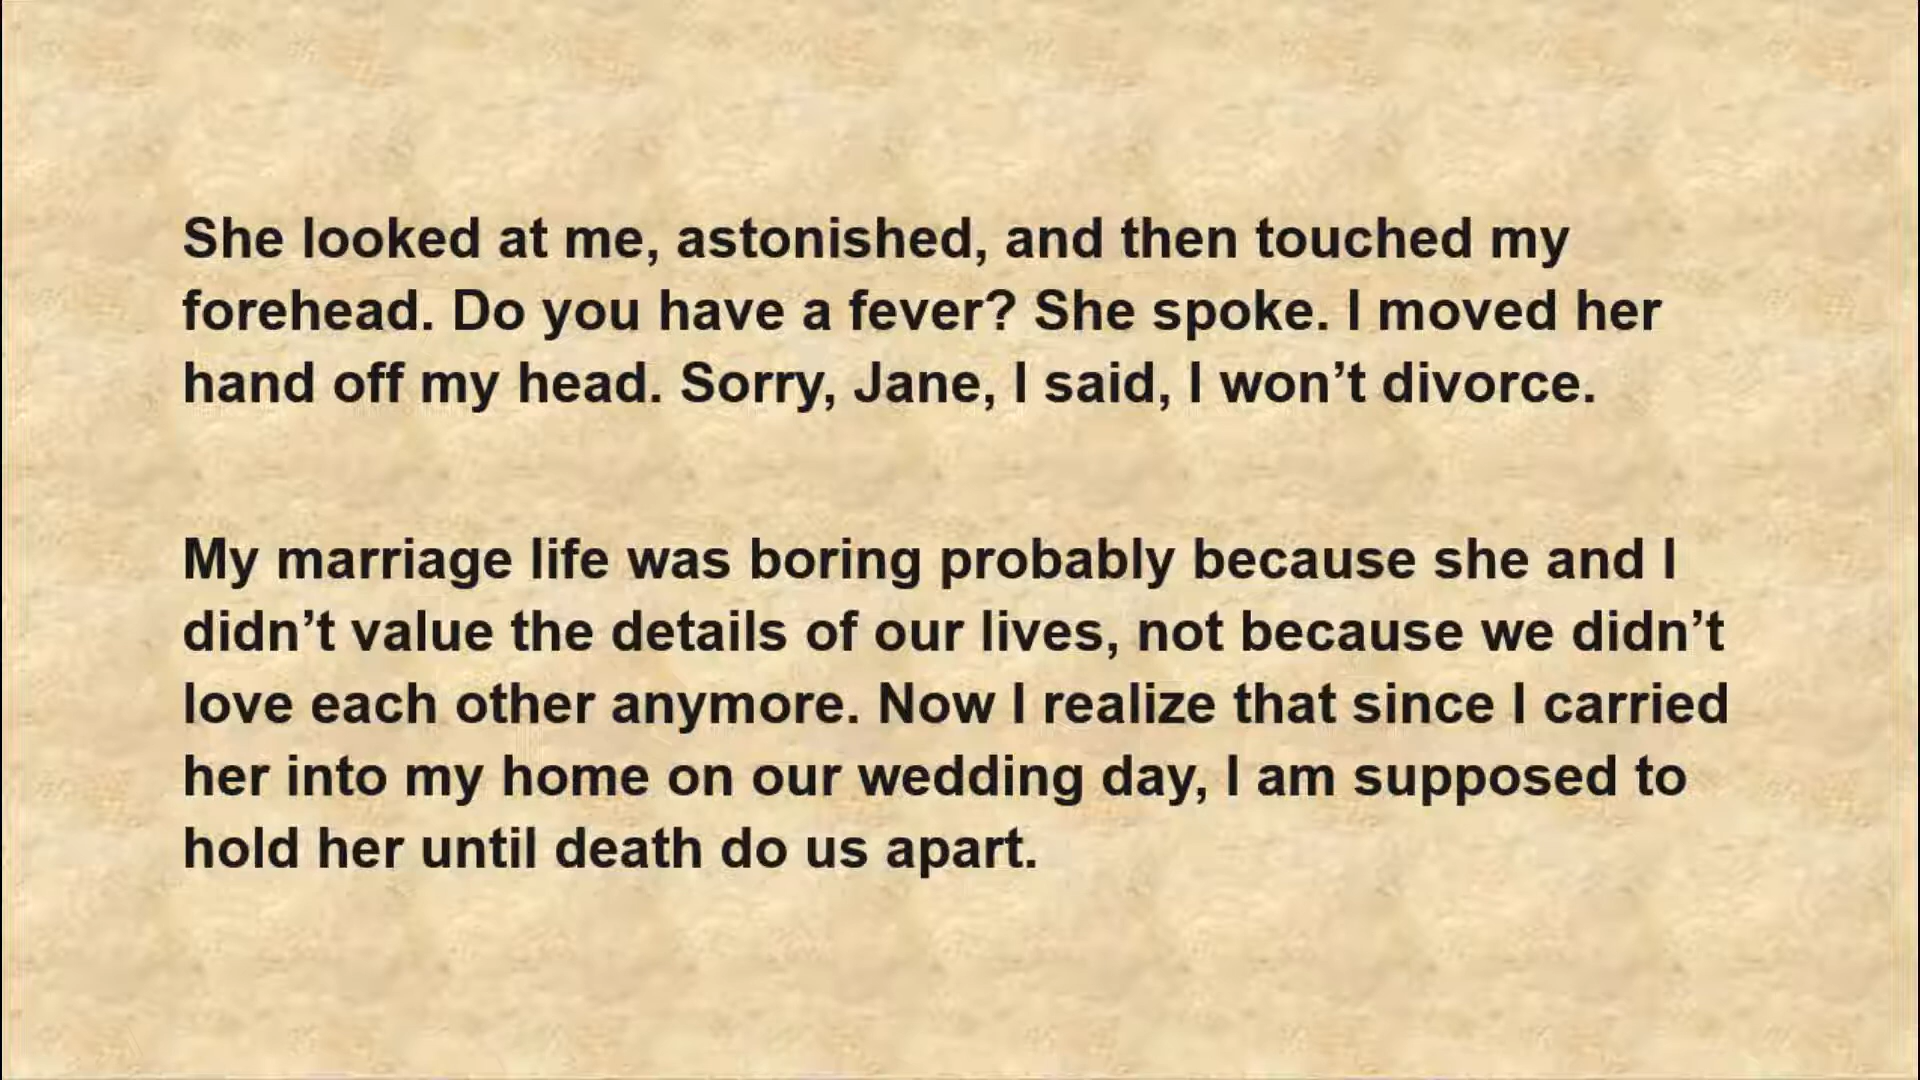 She looked at me, astonished, and then touched my
forehead. Do you have a fever? She spoke. I moved her
hand off my head. Sorry, Jane, I said, I won’t divorce.
My marriage life was boring probably because she and I
didn’t value the details of our lives, not because we didn’t
love each other anymore. Now I realize that since I carried
her into my home on our wedding day, I am supposed to
hold her until death do us apart.